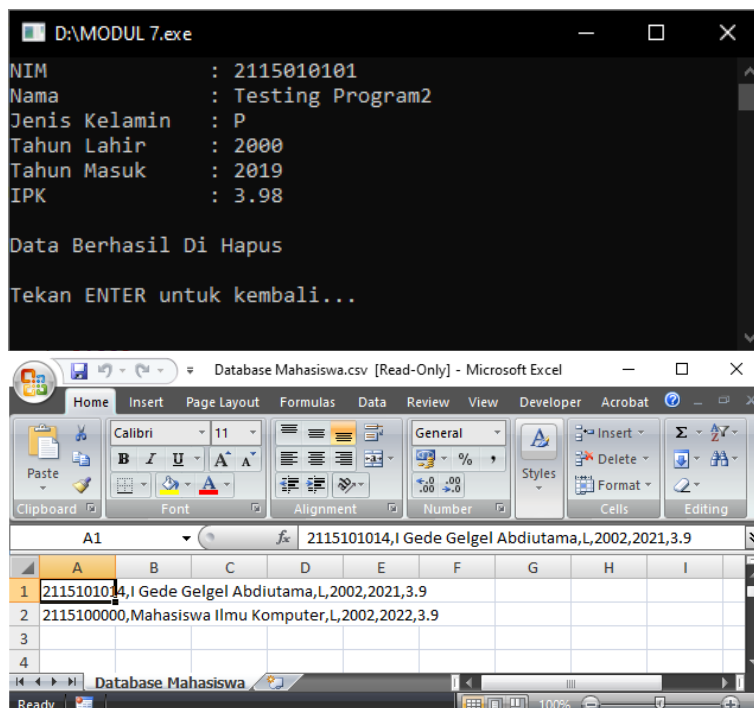 D:\MODUL 7.exe
NIM : 2115010101
Nama : Testing Program2
Jenis Kelamin : P
Tahun Lahir : 2000
Tahun Masuk : 2019
IPK : 3.98
Data Berhasil Di Hapus
Tekan ENTER untuk kembali...
Database Mahasiswa.csv [Read-Only] - Microsoft Excel
Home Insert Page Layout Formulas Data Review View Developer Acrobat
Calibri 11 General Insert
Paste B I U A A % , Styles Delete
A .00 .00 Format
Clipboard Font Alignment Number Cells Editing
A1 fx 2115101014,I Gede Gelgel Abdiutama,L,2002,2021,3.9
A B C D E F G H I
1 2115101014,I Gede Gelgel Abdiutama,L,2002,2021,3.9
2 2115100000,Mahasiswa Ilmu Komputer,L,2002,2022,3.9
3
4
Database Mahasiswa
Ready 100%